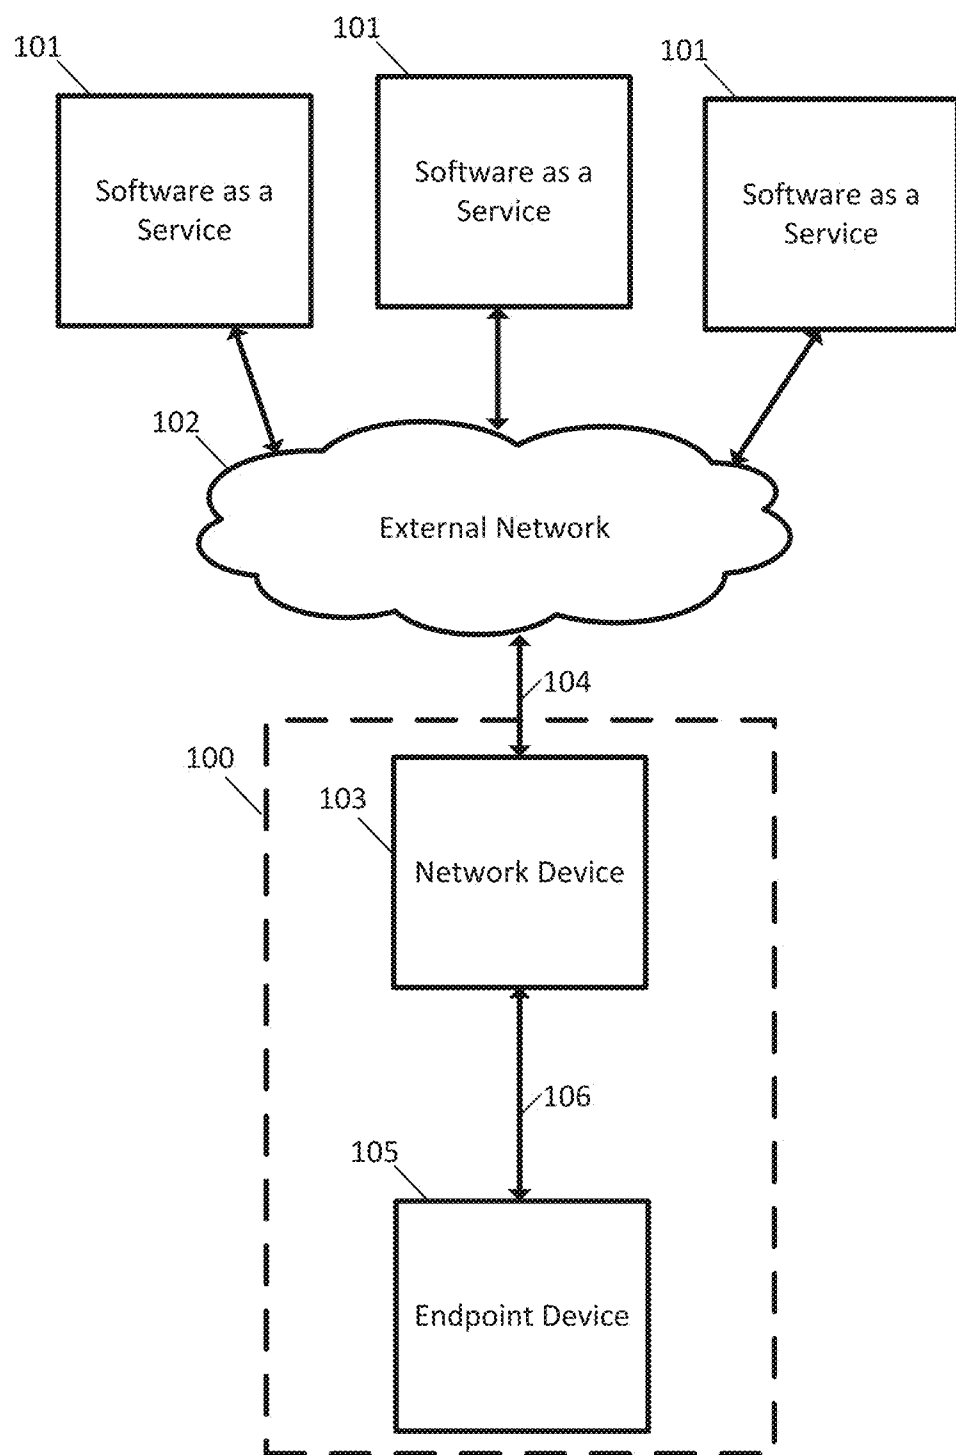 101
101
101
Software as a
Service
Software as a
Service
Software as a
Service
102
External Network
104
100
103
Network Device
106
105
Endpoint Device